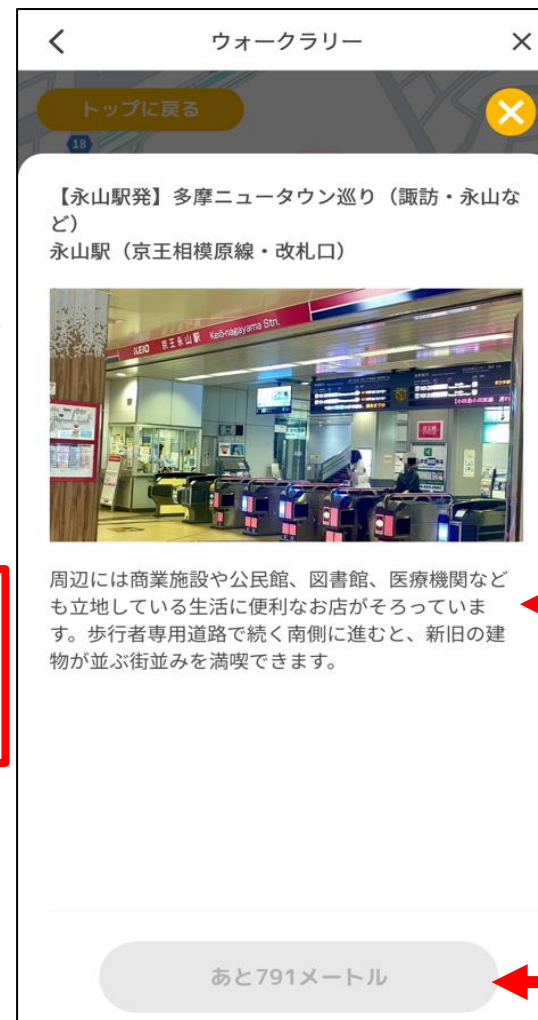 ウォークラリー
トップに戻る
18
【永山駅発】多摩ニュータウン巡り（諏訪・永山な
ど）
永山駅（京王相模原線・改札口）
KEIO 京王永山駅 Keiō-nagayama Stn.
周辺には商業施設や公民館、図書館、医療機関など
も立地している生活に便利なお店がそろっていま
す。歩行者専用道路で続く南側に進むと、新旧の建
物が並ぶ街並みを満喫できます。
あと791メートル